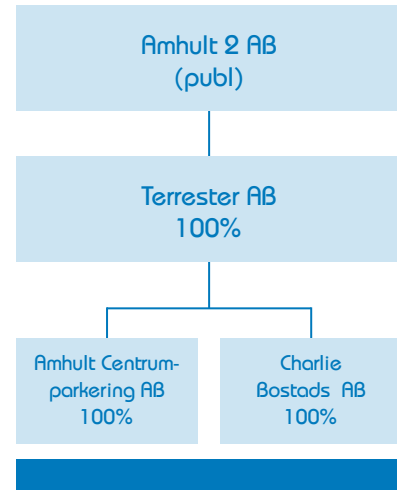 Amhult 2 AB
(publ)
Terrester AB
100%
Amhult Centrum-
parkering AB
100%
Charlie
Bostads AB
100%